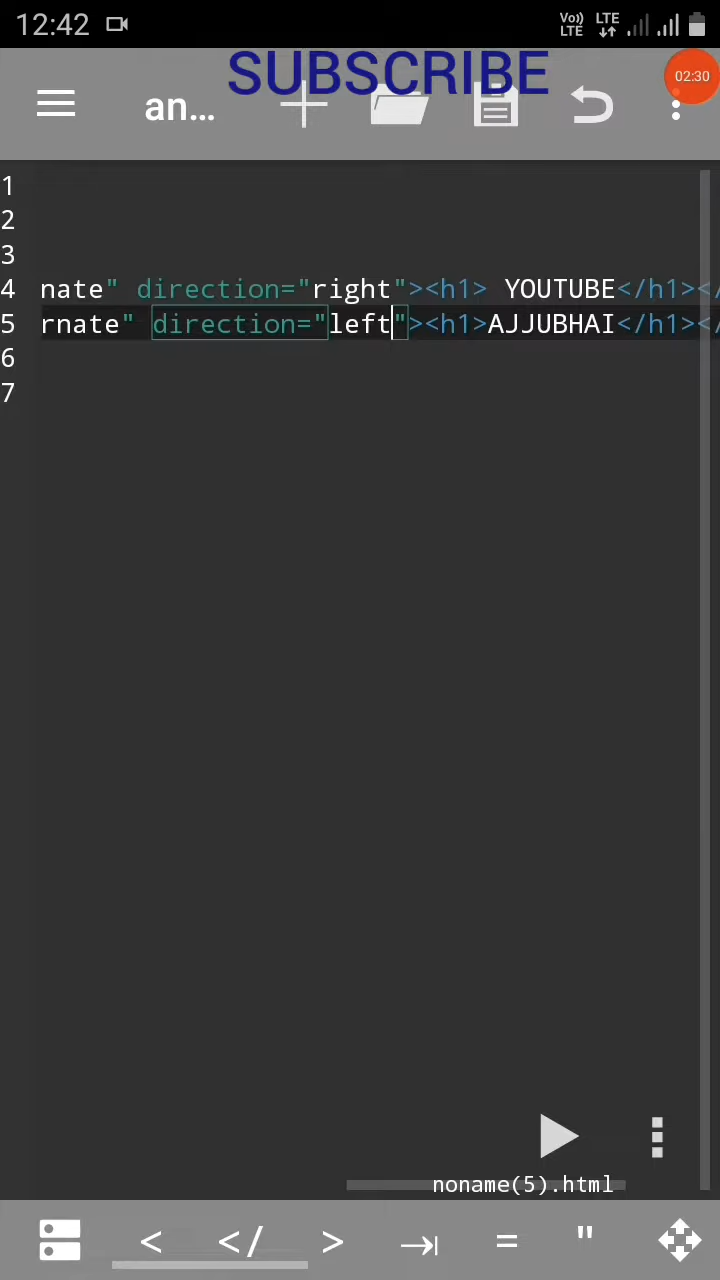 12:42 Vo)) LTE LTE
SUBSCRIBE
02:30
an...
1
2
3
4 nate" direction="right"><h1> YOUTUBE</h1></
5 rnate" direction="left"><h1>AJJUBHAI</h1></
6
7
noname(5).html
< </ > = "